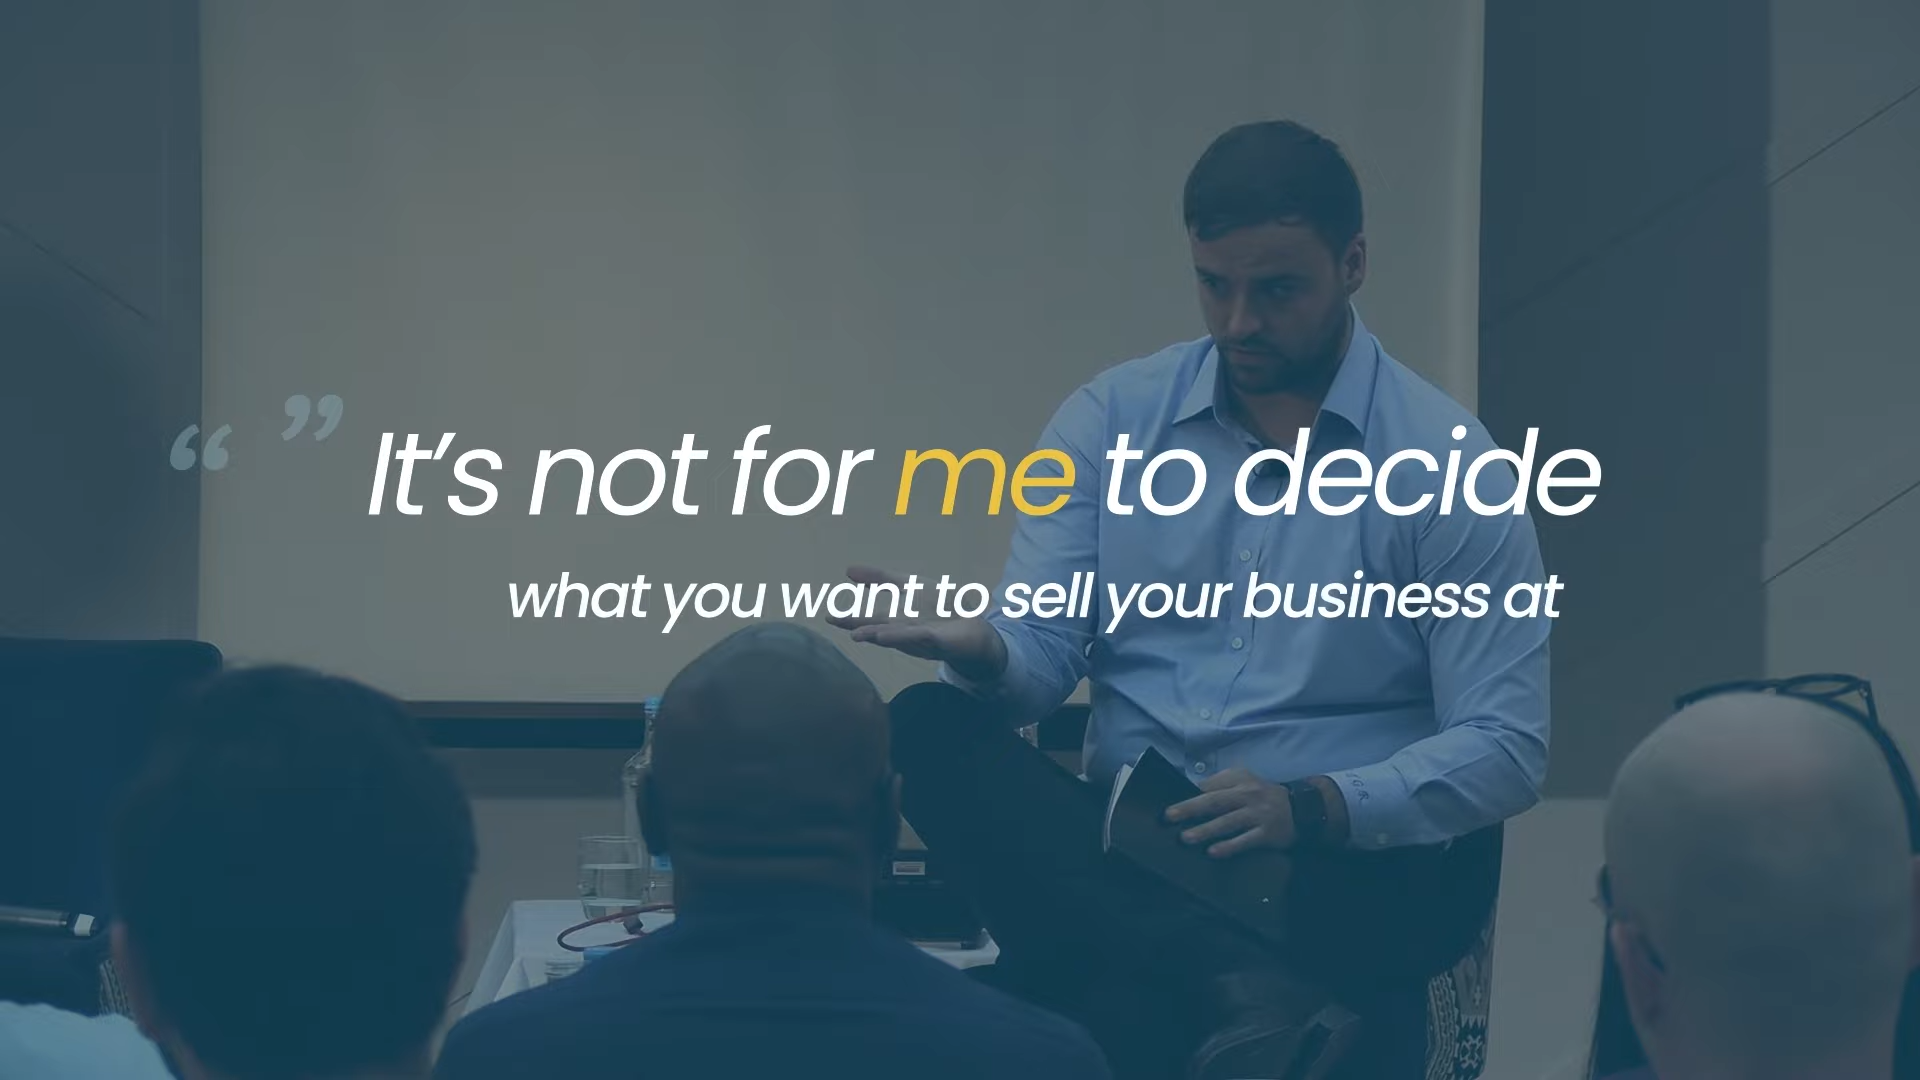 “ ” It’s not for me to decide
what you want to sell your business at